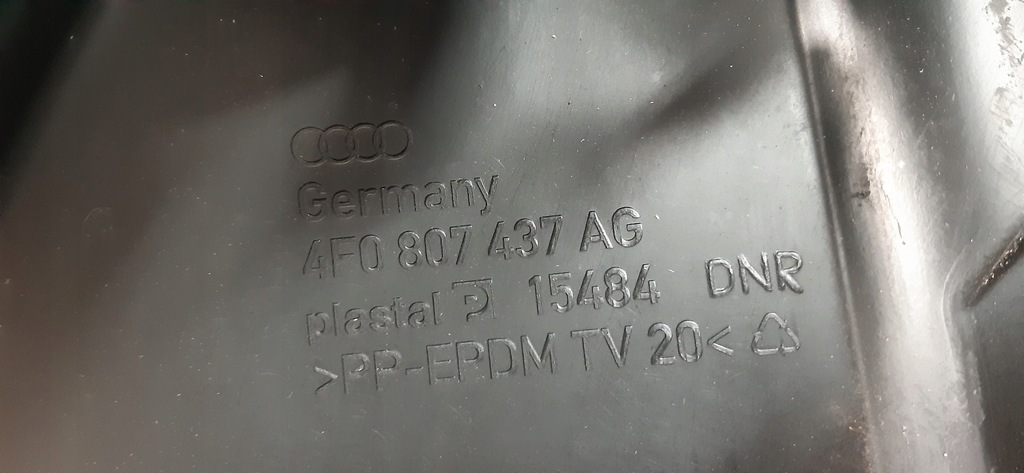 Germany
4F0 807 437 AG
plastal P 15484 DNR
>PP-EPDM TV 20<